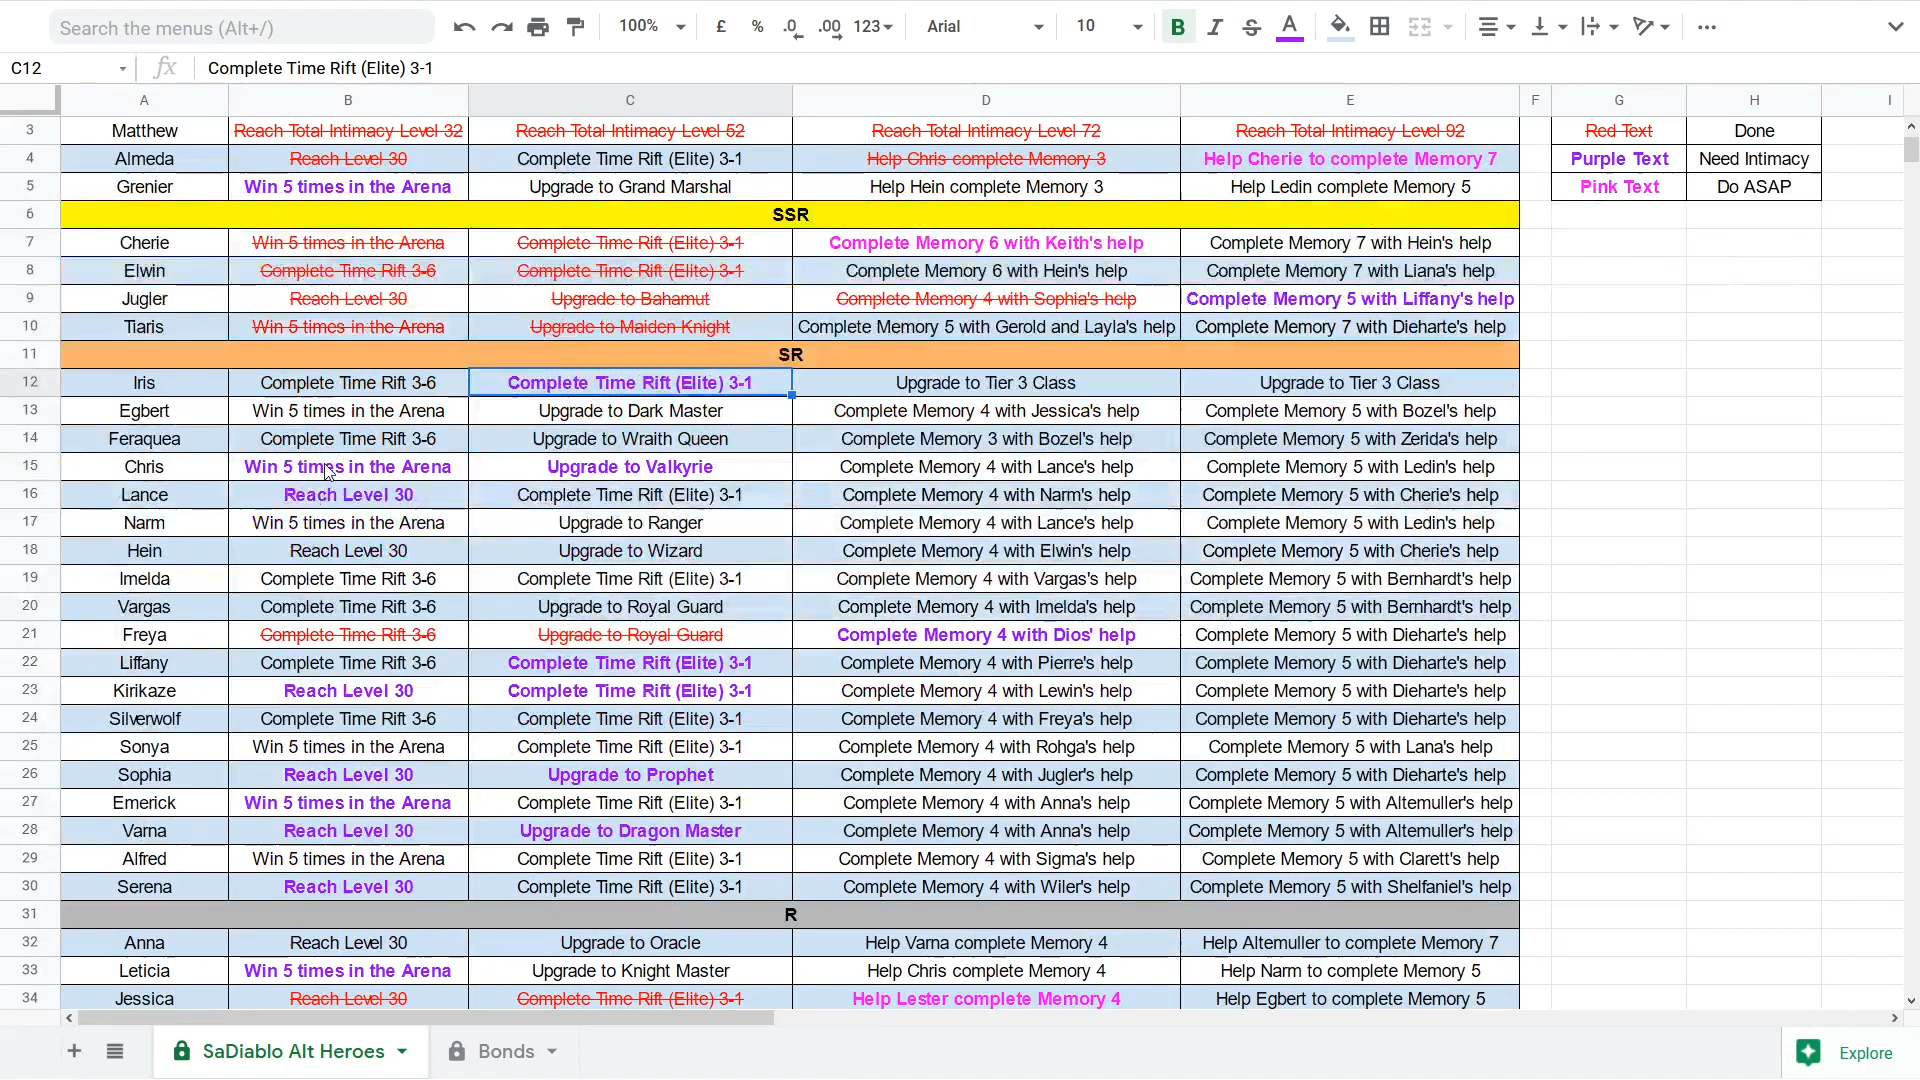 Search the menus (Alt+/) 100% £ % .0 .00 123 Arial 10 B I S A
C12 fx Complete Time Rift (Elite) 3-1
A B C D E F G H I
3 Matthew Reach Total Intimacy Level 32 Reach Total Intimacy Level 52 Reach Total Intimacy Level 72 Reach Total Intimacy Level 92 Red Text Done
4 Almeda Reach Level 30 Complete Time Rift (Elite) 3-1 Help Chris complete Memory 3 Help Cherie to complete Memory 7 Purple Text Need Intimacy
5 Grenier Win 5 times in the Arena Upgrade to Grand Marshal Help Hein complete Memory 3 Help Ledin complete Memory 5 Pink Text Do ASAP
6 SSR
7 Cherie Win 5 times in the Arena Complete Time Rift (Elite) 3-1 Complete Memory 6 with Keith's help Complete Memory 7 with Hein's help
8 Elwin Complete Time Rift 3-6 Complete Time Rift (Elite) 3-1 Complete Memory 6 with Hein's help Complete Memory 7 with Liana's help
9 Jugler Reach Level 30 Upgrade to Bahamut Complete Memory 4 with Sophia's help Complete Memory 5 with Liffany's help
10 Tiaris Win 5 times in the Arena Upgrade to Maiden Knight Complete Memory 5 with Gerold and Layla's help Complete Memory 7 with Dieharte's help
11 SR
12 Iris Complete Time Rift 3-6 Complete Time Rift (Elite) 3-1 Upgrade to Tier 3 Class Upgrade to Tier 3 Class
13 Egbert Win 5 times in the Arena Upgrade to Dark Master Complete Memory 4 with Jessica's help Complete Memory 5 with Bozel's help
14 Feraquea Complete Time Rift 3-6 Upgrade to Wraith Queen Complete Memory 3 with Bozel's help Complete Memory 5 with Zerida's help
15 Chris Win 5 times in the Arena Upgrade to Valkyrie Complete Memory 4 with Lance's help Complete Memory 5 with Ledin's help
16 Lance Reach Level 30 Complete Time Rift (Elite) 3-1 Complete Memory 4 with Narm's help Complete Memory 5 with Cherie's help
17 Narm Win 5 times in the Arena Upgrade to Ranger Complete Memory 4 with Lance's help Complete Memory 5 with Ledin's help
18 Hein Reach Level 30 Upgrade to Wizard Complete Memory 4 with Elwin's help Complete Memory 5 with Cherie's help
19 Imelda Complete Time Rift 3-6 Complete Time Rift (Elite) 3-1 Complete Memory 4 with Vargas's help Complete Memory 5 with Bernhardt's help
20 Vargas Complete Time Rift 3-6 Upgrade to Royal Guard Complete Memory 4 with Imelda's help Complete Memory 5 with Bernhardt's help
21 Freya Complete Time Rift 3-6 Upgrade to Royal Guard Complete Memory 4 with Dios' help Complete Memory 5 with Dieharte's help
22 Liffany Complete Time Rift 3-6 Complete Time Rift (Elite) 3-1 Complete Memory 4 with Pierre's help Complete Memory 5 with Dieharte's help
23 Kirikaze Reach Level 30 Complete Time Rift (Elite) 3-1 Complete Memory 4 with Lewin's help Complete Memory 5 with Dieharte's help
24 Silverwolf Complete Time Rift 3-6 Complete Time Rift (Elite) 3-1 Complete Memory 4 with Freya's help Complete Memory 5 with Dieharte's help
25 Sonya Win 5 times in the Arena Complete Time Rift (Elite) 3-1 Complete Memory 4 with Rohga's help Complete Memory 5 with Lana's help
26 Sophia Reach Level 30 Upgrade to Prophet Complete Memory 4 with Jugler's help Complete Memory 5 with Dieharte's help
27 Emerick Win 5 times in the Arena Complete Time Rift (Elite) 3-1 Complete Memory 4 with Anna's help Complete Memory 5 with Altemuller's help
28 Varna Reach Level 30 Upgrade to Dragon Master Complete Memory 4 with Anna's help Complete Memory 5 with Altemuller's help
29 Alfred Win 5 times in the Arena Complete Time Rift (Elite) 3-1 Complete Memory 4 with Sigma's help Complete Memory 5 with Clarett's help
30 Serena Reach Level 30 Complete Time Rift (Elite) 3-1 Complete Memory 4 with Wiler's help Complete Memory 5 with Shelfaniel's help
31 R
32 Anna Reach Level 30 Upgrade to Oracle Help Varna complete Memory 4 Help Altemuller to complete Memory 7
33 Leticia Win 5 times in the Arena Upgrade to Knight Master Help Chris complete Memory 4 Help Narm to complete Memory 5
34 Jessica Reach Level 30 Complete Time Rift (Elite) 3-1 Help Lester complete Memory 4 Help Egbert to complete Memory 5
SaDiablo Alt Heroes Bonds Explore